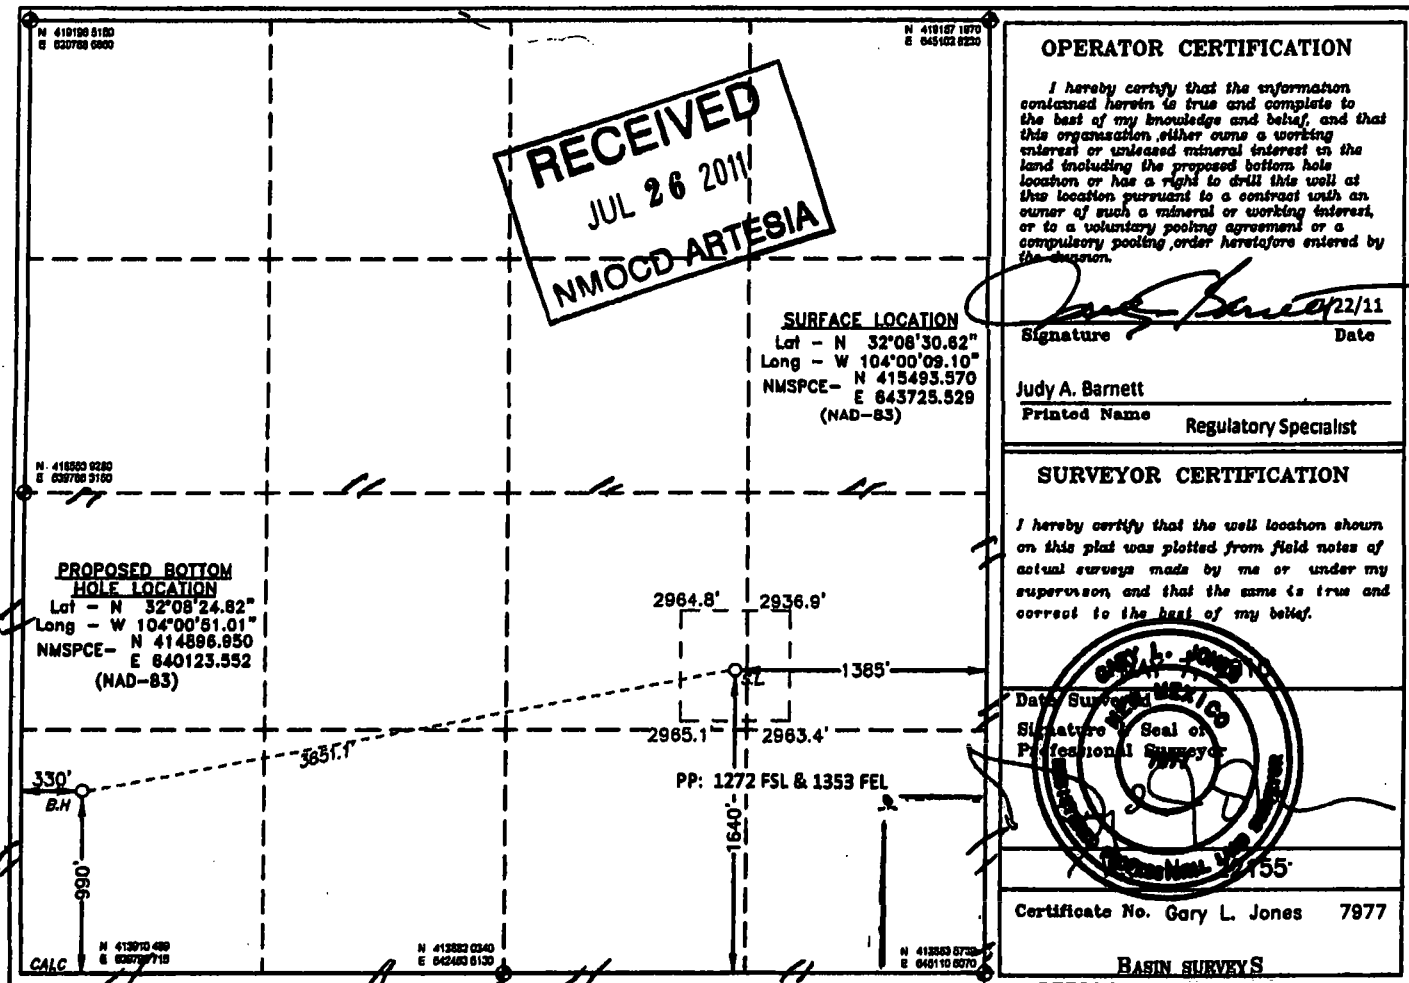 RECEIVED
JUL 26 2011
NMOCD ARTESIA
SURFACE LOCATION
Lat - N 32°08'30.62"
Long - W 104°00'09.10"
NMSPCE- N 415493.570
E 643725.529
(NAD-83)
PROPOSED BOTTOM
HOLE LOCATION
Lat - N 32°08'24.82"
Long - W 104°00'51.01"
NMSPCE- N 414896.950
E 640123.552
(NAD-83)
2964.8' 2936.9'
S.L.
1385'
2965.1' 2963.4'
3651.1'
330'
B.H
PP: 1272 FSL & 1353 FEL
1640'
990'
CALC
OPERATOR CERTIFICATION
I hereby certify that the information
contained herein is true and complete to
the best of my knowledge and belief, and that
this organization either owns a working
interest or unleased mineral interest in the
land including the proposed bottom hole
location or has a right to drill this well at
this location pursuant to a contract with an
owner of such a mineral or working interest,
or to a voluntary pooling agreement or a
compulsory pooling order heretofore entered by
the division.
22/11
Signature Date
Judy A. Barnett
Printed Name
Regulatory Specialist
SURVEYOR CERTIFICATION
I hereby certify that the well location shown
on this plat was plotted from field notes of
actual surveys made by me or under my
supervison, and that the same is true and
correct to the best of my belief.
GARY L. JONES
NEW MEXICO
7977
REGISTERED PROFESSIONAL LAND SURVEYOR
Date Surveyed
Signature & Seal of
Professional Surveyor
Certificate No. Gary L. Jones 7977
BASIN SURVEYS